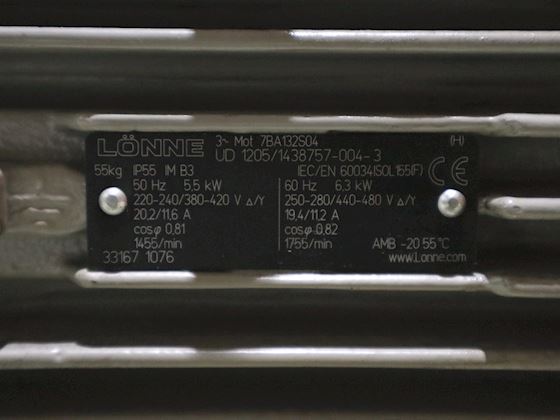 LÖNNE 3~ Mot 7BA132S04 (H)
UD 1205/1438757-004-3
55kg IP55 IM B3 IEC/EN 60034 ISOL 155(F) CE
50 Hz 5,5 kW 60 Hz 6,3 kW
220-240/380-420 V △/Y 250-280/440-480 V △/Y
20,2/11,6 A 19,4/11,2 A
cosφ 0,81 cosφ 0,82
1455/min 1755/min AMB -20 55°C
33167 1076 www.Lonne.com